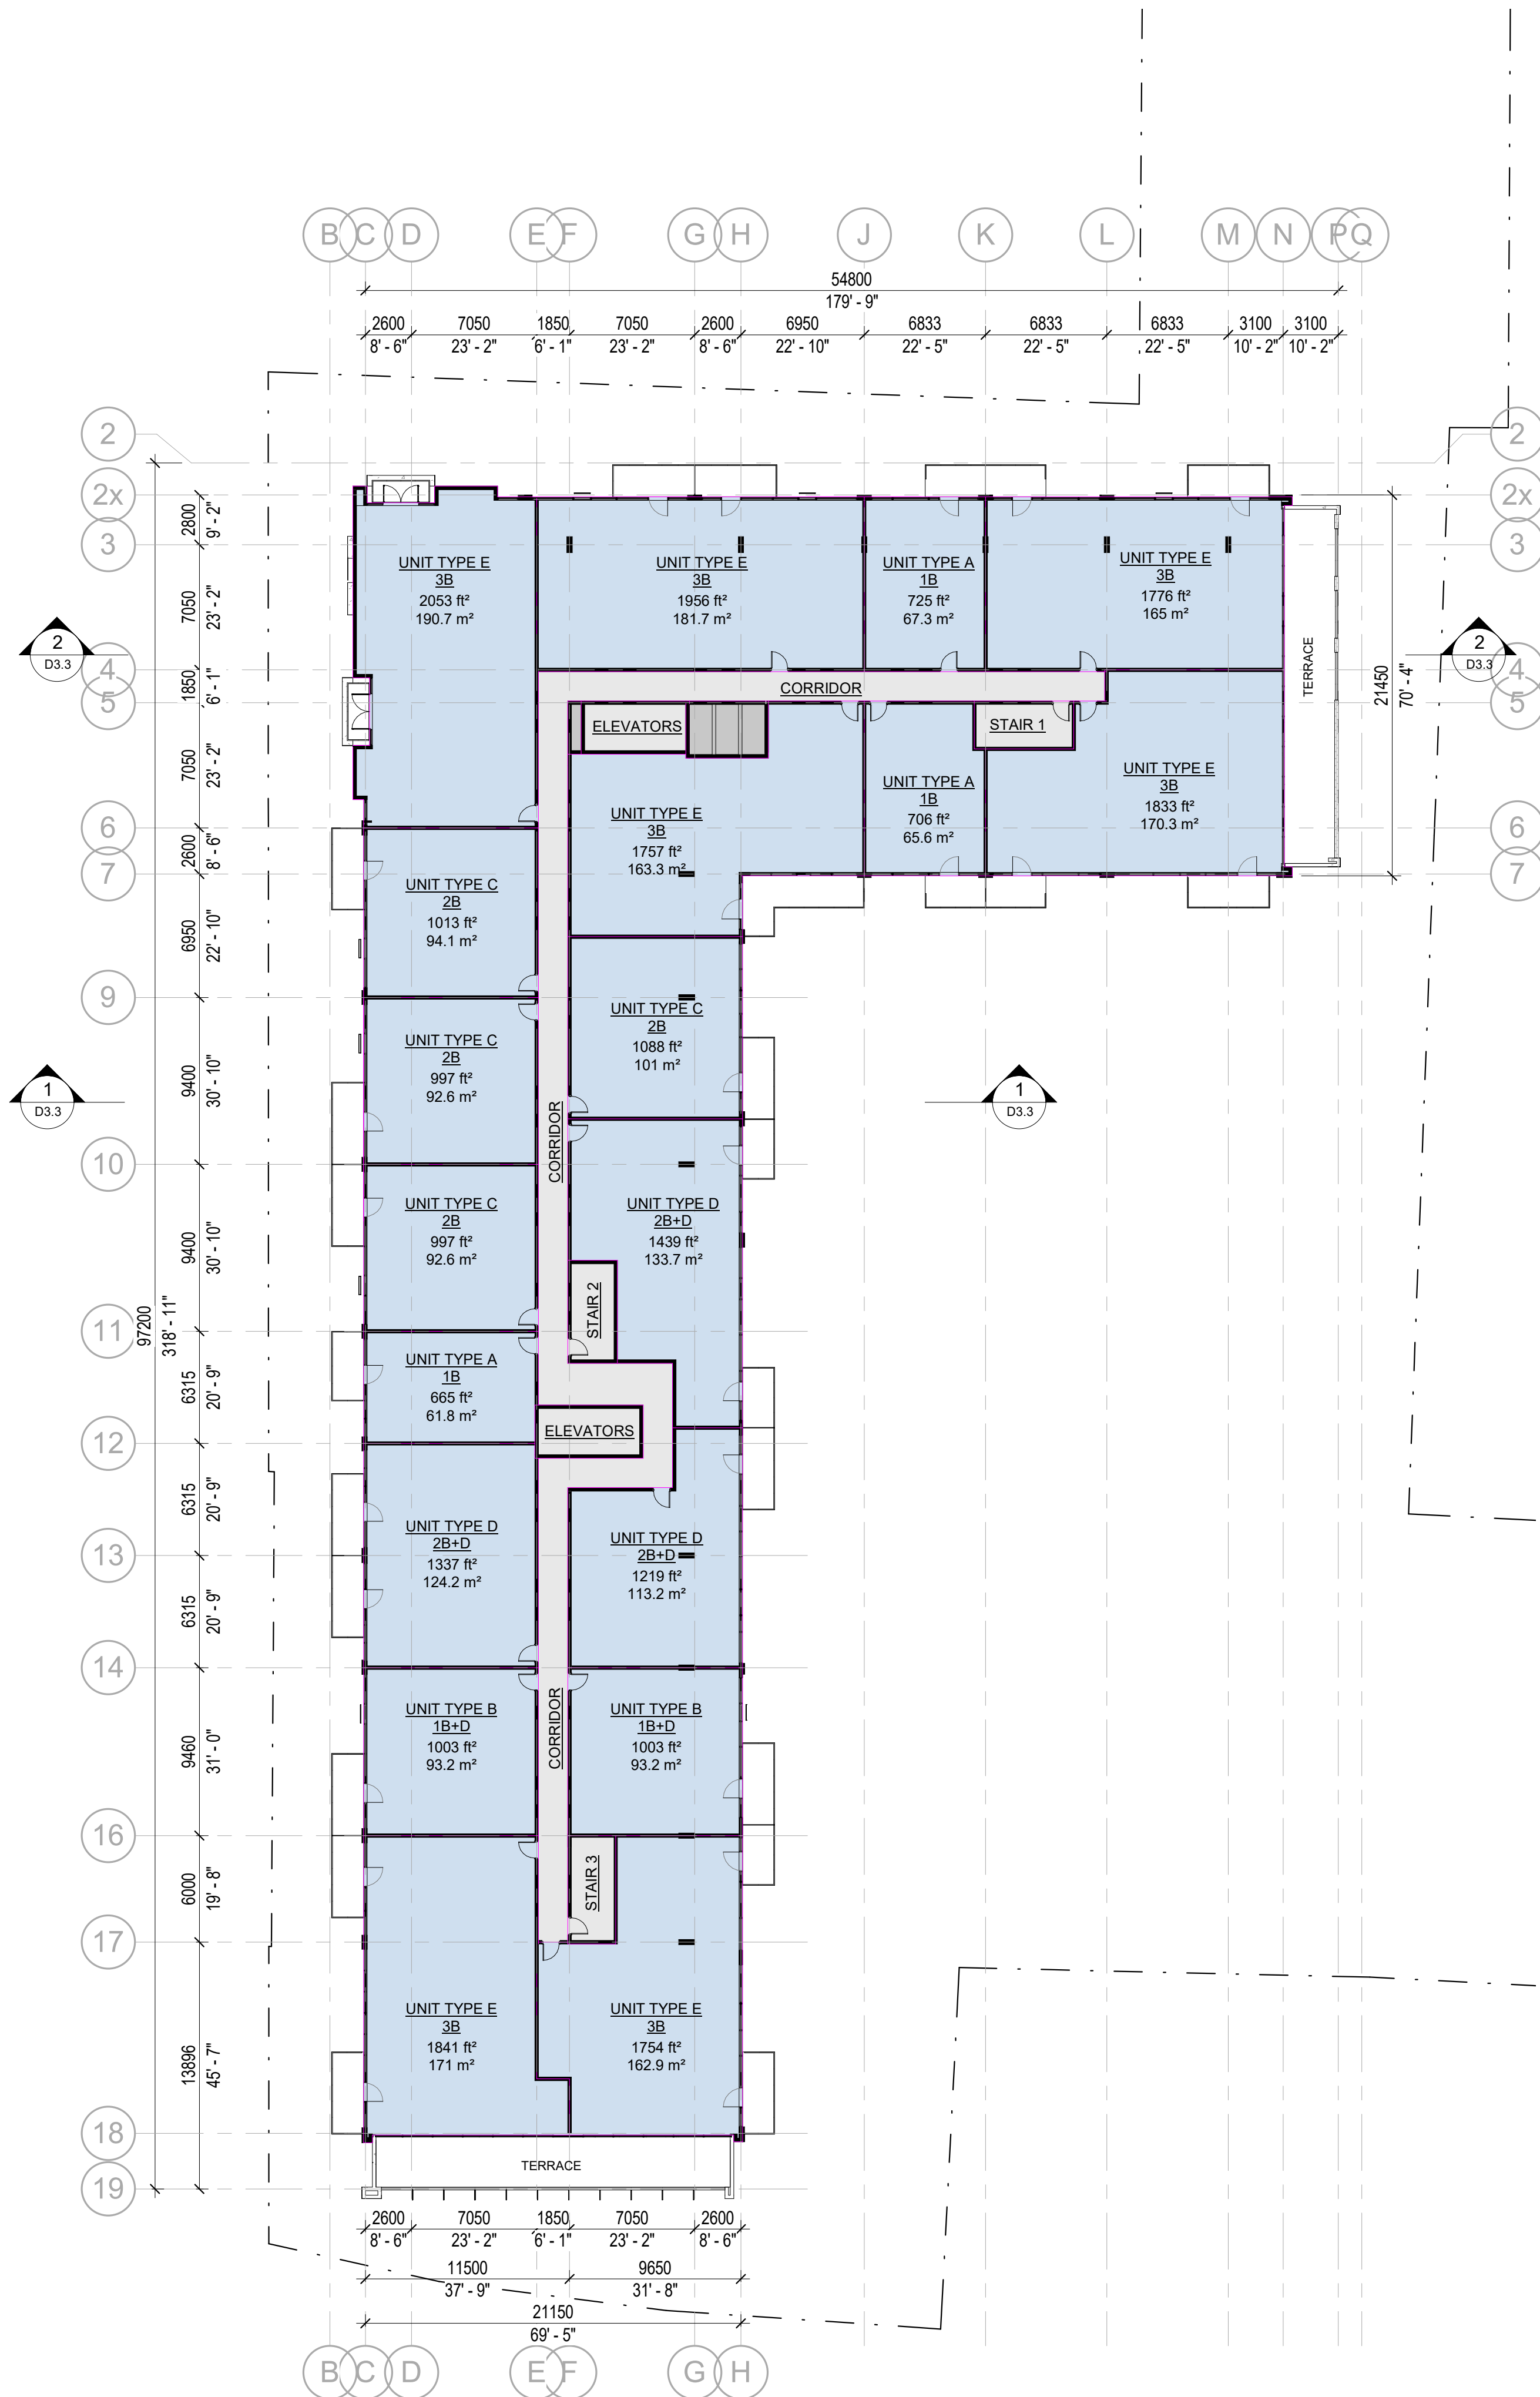 B C D E F G H J K L M N P Q
54800
179' - 9"
2600 7050 1850 7050 2600 6950 6833 6833 6833 3100 3100
8' - 6" 23' - 2" 6' - 1" 23' - 2" 8' - 6" 22' - 10" 22' - 5" 22' - 5" 22' - 5" 10' - 2" 10' - 2"
2
2x
3
4
5
6
7
9
10
11
12
13
14
16
17
18
19
2
2x
3
4
5
6
7
2800
9' - 2"
7050
23' - 2"
1850
6' - 1"
7050
23' - 2"
2600
8' - 6"
6950
22' - 10"
9400
30' - 10"
9400
30' - 10"
6315
20' - 9"
6315
20' - 9"
6315
20' - 9"
9460
31' - 0"
6000
19' - 8"
13896
45' - 7"
97200
318' - 11"
21450
70' - 4"
2
D3.3
2
D3.3
1
D3.3
1
D3.3
UNIT TYPE E
3B
2053 ft²
190.7 m²
UNIT TYPE E
3B
1956 ft²
181.7 m²
UNIT TYPE A
1B
725 ft²
67.3 m²
UNIT TYPE E
3B
1776 ft²
165 m²
TERRACE
CORRIDOR
ELEVATORS
STAIR 1
UNIT TYPE E
3B
1757 ft²
163.3 m²
UNIT TYPE A
1B
706 ft²
65.6 m²
UNIT TYPE E
3B
1833 ft²
170.3 m²
UNIT TYPE C
2B
1013 ft²
94.1 m²
UNIT TYPE C
2B
1088 ft²
101 m²
UNIT TYPE C
2B
997 ft²
92.6 m²
CORRIDOR
UNIT TYPE C
2B
997 ft²
92.6 m²
UNIT TYPE D
2B+D
1439 ft²
133.7 m²
STAIR 2
UNIT TYPE A
1B
665 ft²
61.8 m²
ELEVATORS
UNIT TYPE D
2B+D
1337 ft²
124.2 m²
UNIT TYPE D
2B+D
1219 ft²
113.2 m²
UNIT TYPE B
1B+D
1003 ft²
93.2 m²
CORRIDOR
UNIT TYPE B
1B+D
1003 ft²
93.2 m²
STAIR 3
UNIT TYPE E
3B
1841 ft²
171 m²
UNIT TYPE E
3B
1754 ft²
162.9 m²
TERRACE
2600 7050 1850 7050 2600
8' - 6" 23' - 2" 6' - 1" 23' - 2" 8' - 6"
11500 9650
37' - 9" 31' - 8"
21150
69' - 5"
B C D E F G H